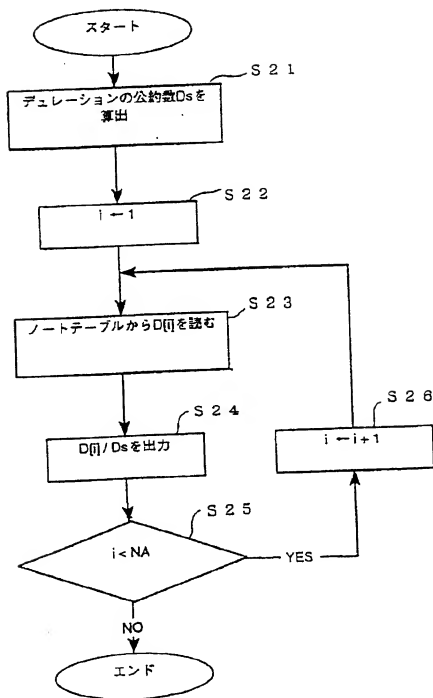 スタート
S21
デュレーションの公約数Dsを
算出
S22
i ← 1
S23
ノートテーブルからD[i]を読む
S24
D[i] / Dsを出力
S26
i ← i+1
S25
i < NA
YES
NO
エンド